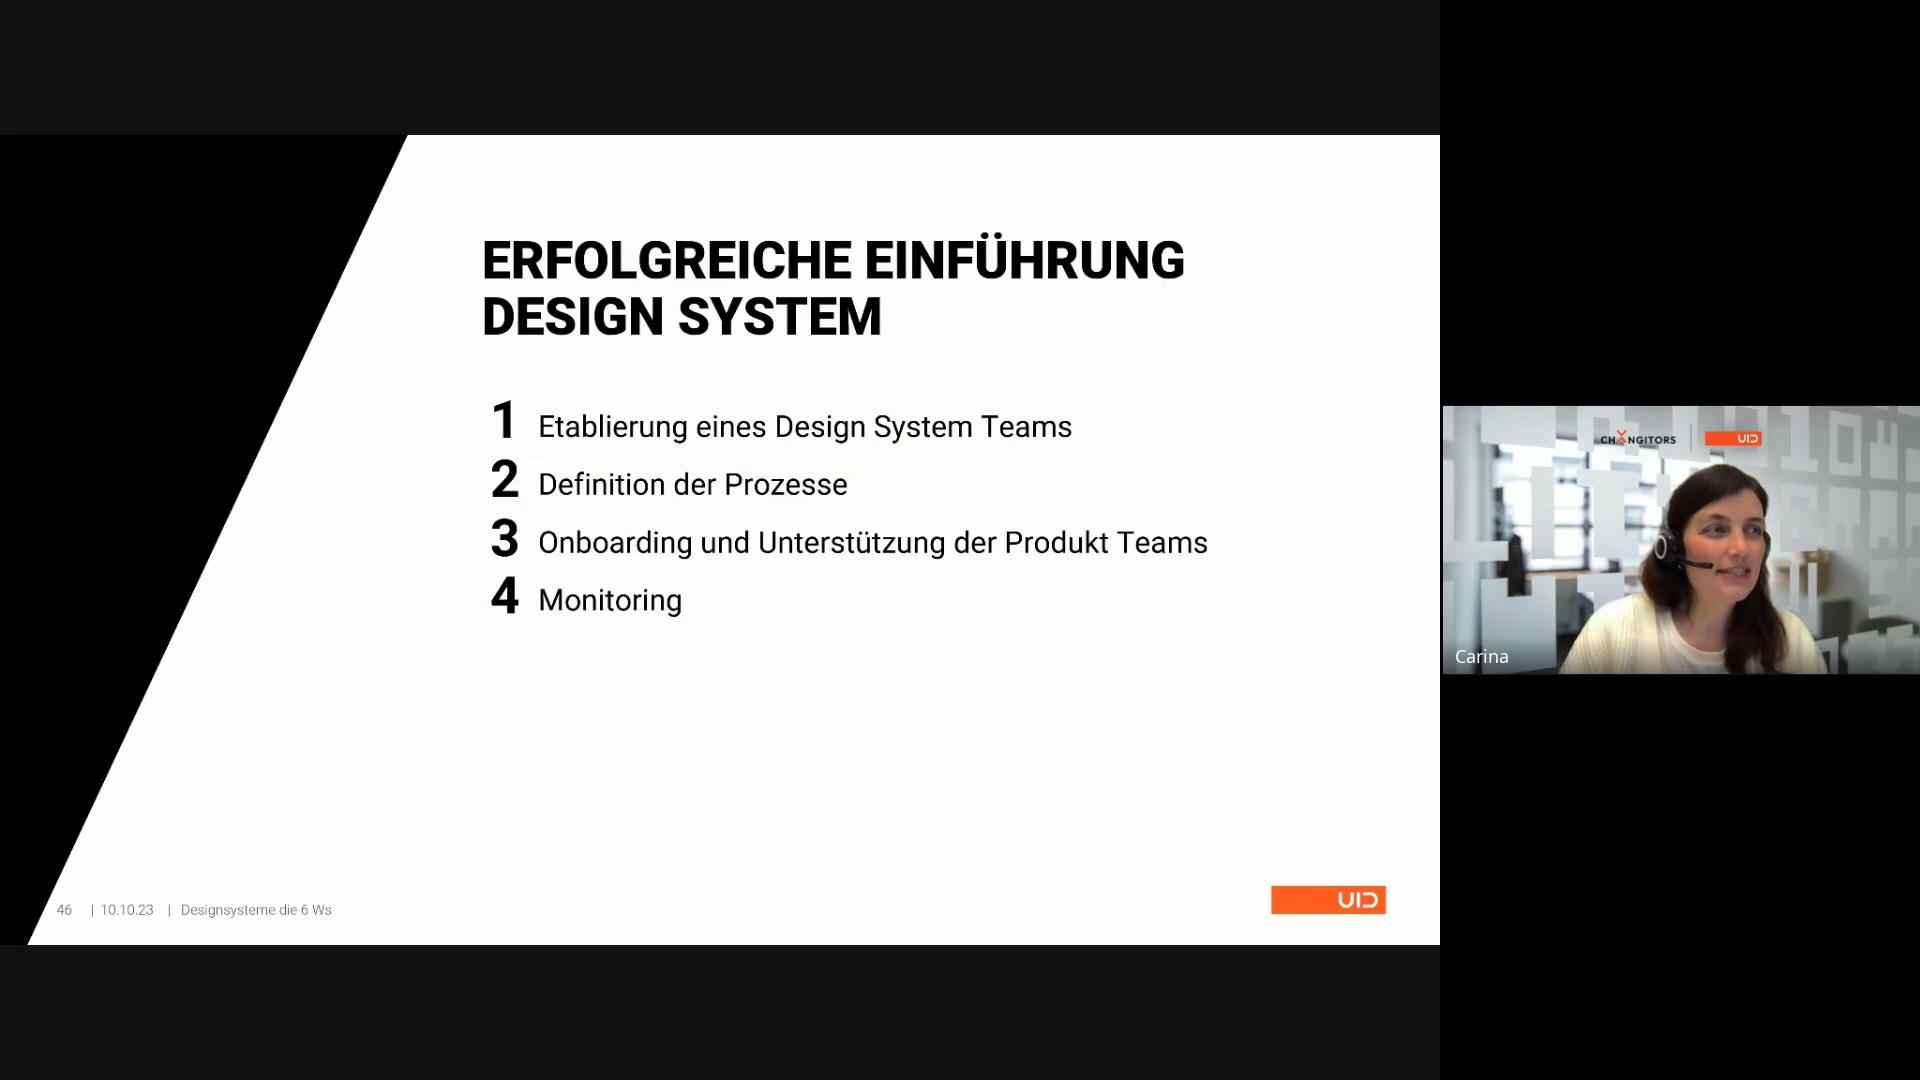 ERFOLGREICHE EINFÜHRUNG
DESIGN SYSTEM
1 Etablierung eines Design System Teams
2 Definition der Prozesse
3 Onboarding und Unterstützung der Produkt Teams
4 Monitoring
46 | 10.10.23 | Designsysteme die 6 Ws
UID
CHANGITORS | UID
Carina